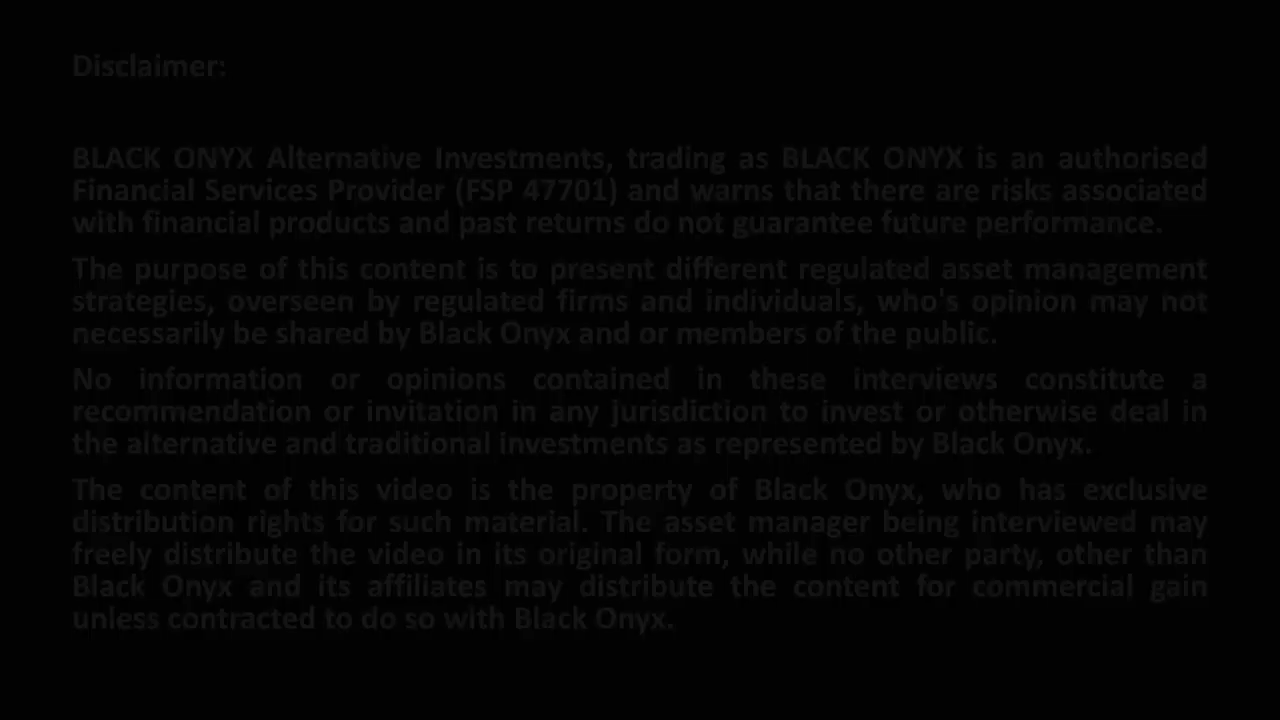 Disclaimer:
BLACK ONYX Alternative Investments, trading as BLACK ONYX is an authorised
Financial Services Provider (FSP 47701) and warns that there are risks associated
with financial products and past returns do not guarantee future performance.
The purpose of this content is to present different regulated asset management
strategies, overseen by regulated firms and individuals, who's opinion may not
necessarily be shared by Black Onyx and or members of the public.
No information or opinions contained in these interviews constitute a
recommendation or invitation in any jurisdiction to invest or otherwise deal in
the alternative and traditional investments as represented by Black Onyx.
The content of this video is the property of Black Onyx, who has exclusive
distribution rights for such material. The asset manager being interviewed may
freely distribute the video in its original form, while no other party, other than
Black Onyx and its affiliates may distribute the content for commercial gain
unless contracted to do so with Black Onyx.